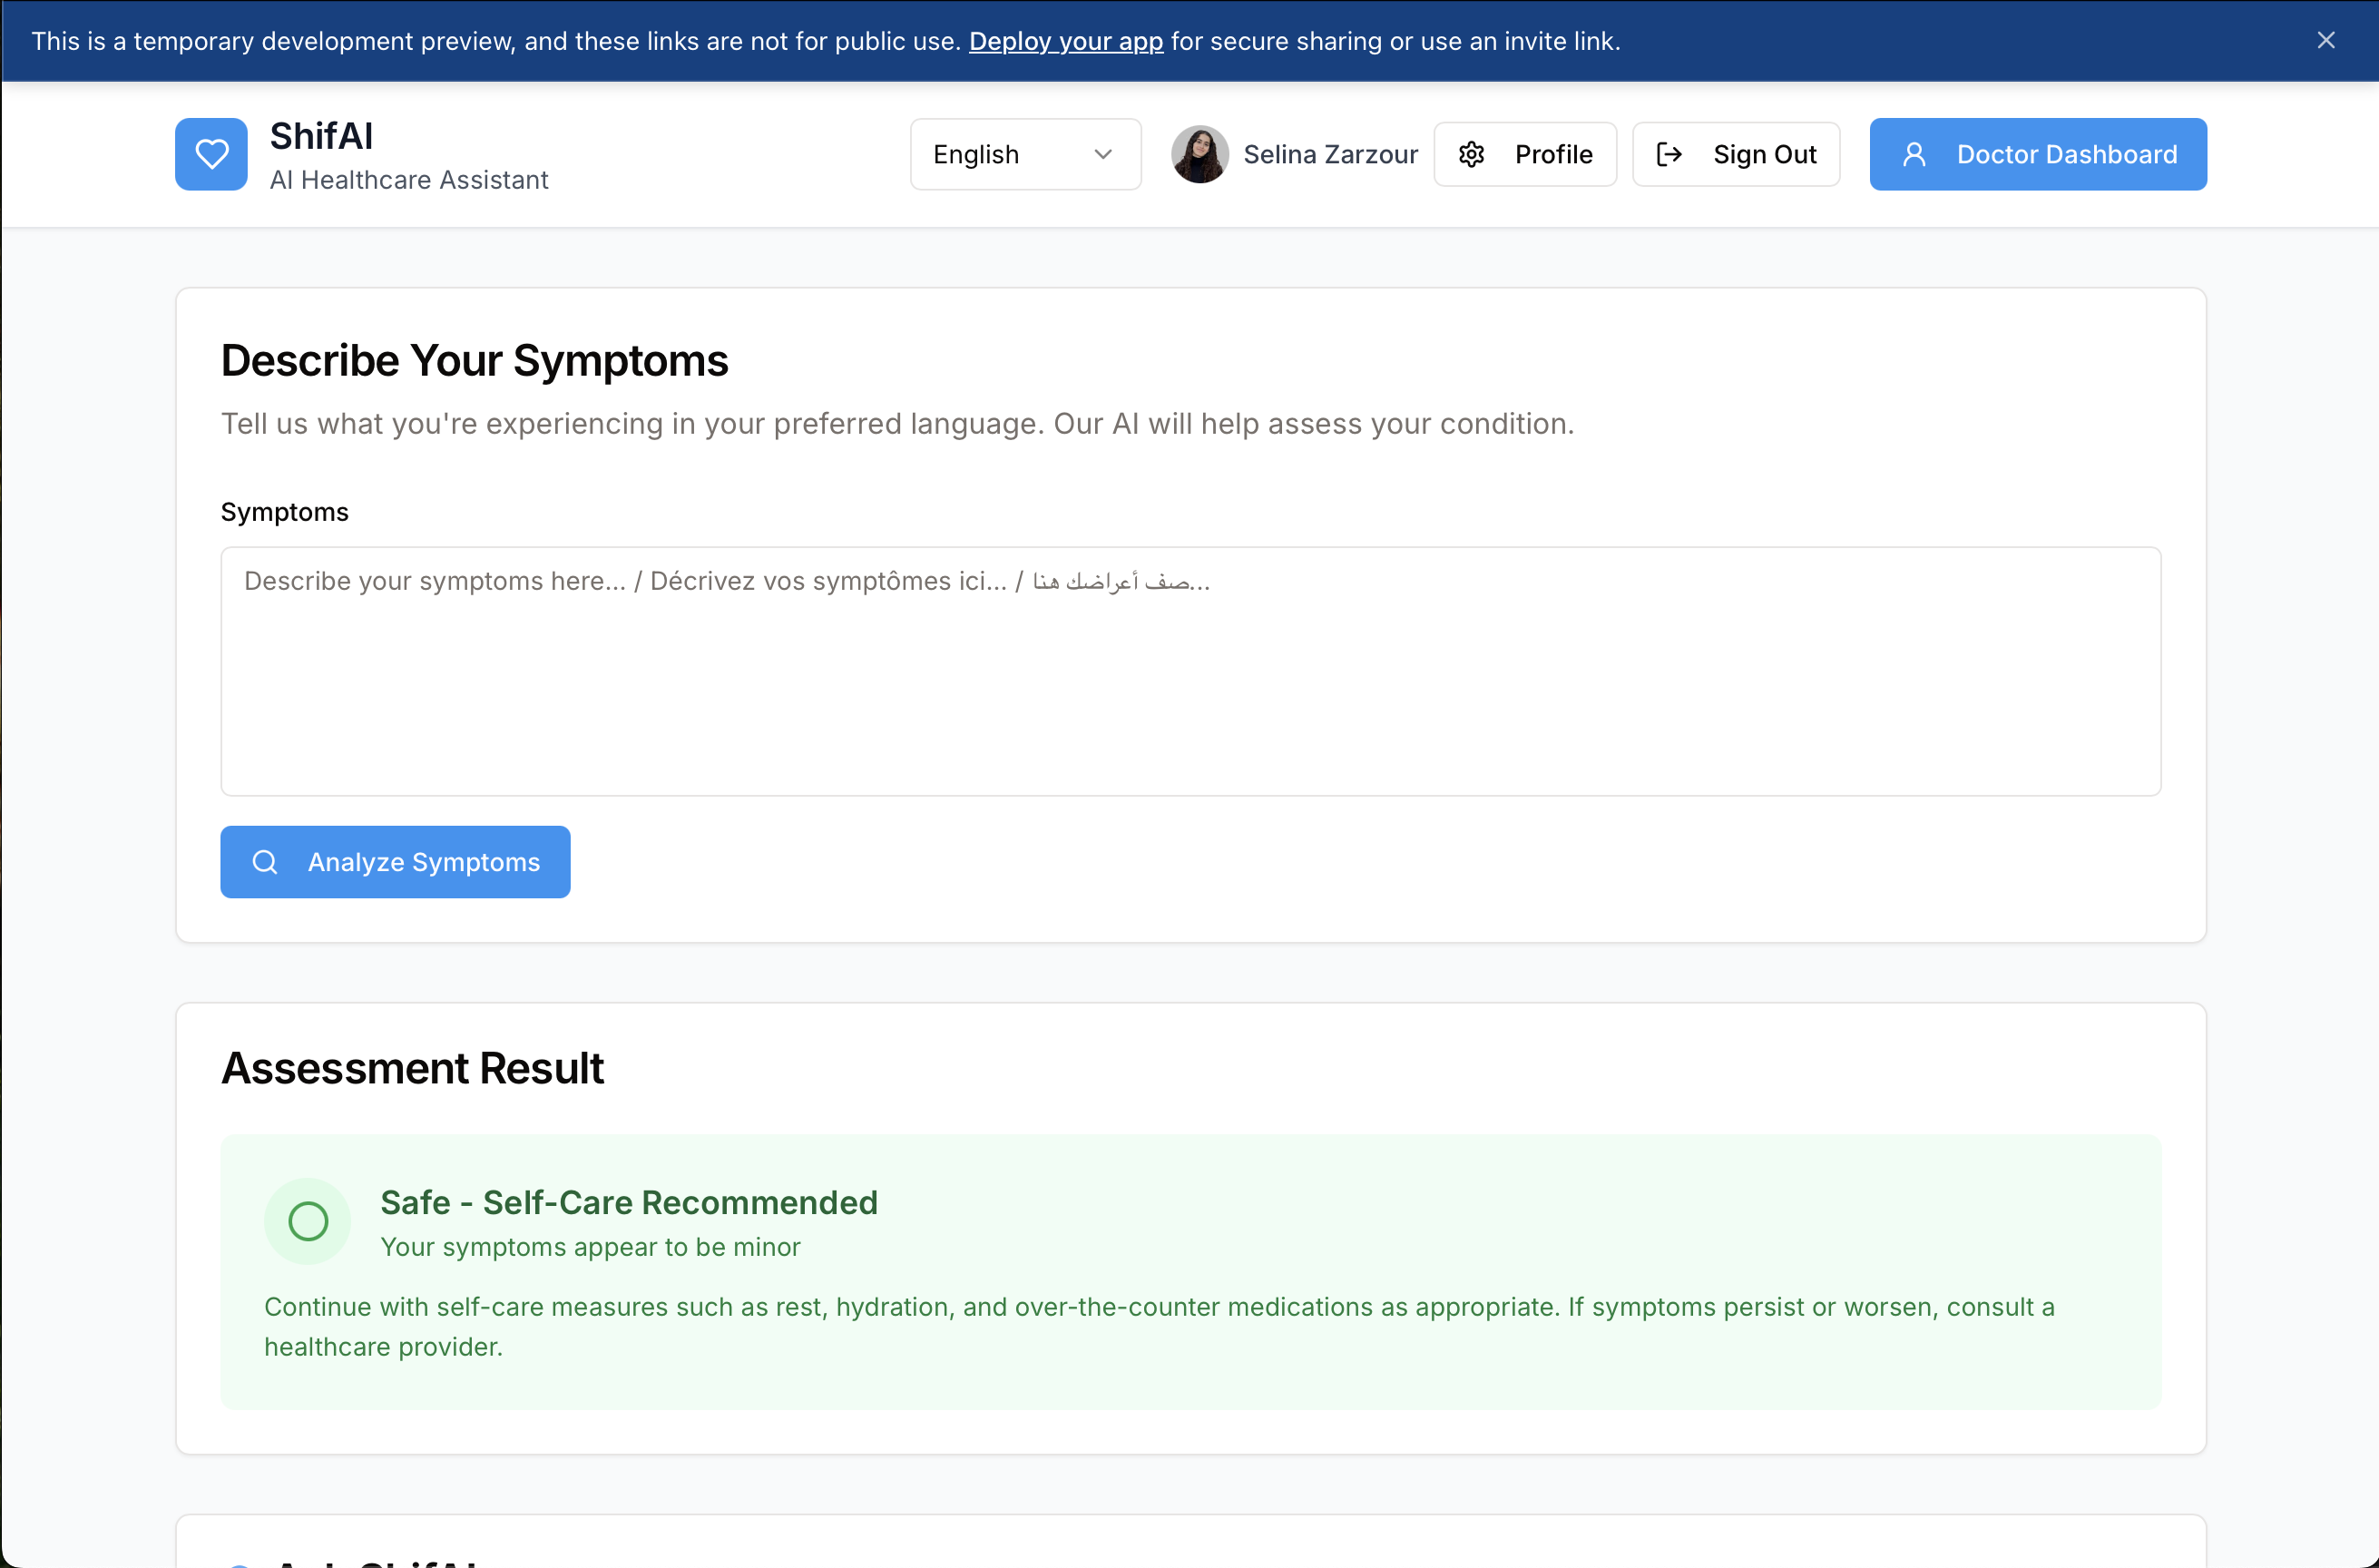 This is a temporary development preview, and these links are not for public use. Deploy your app for secure sharing or use an invite link.
ShifAI
AI Healthcare Assistant
English
Selina Zarzour
Profile
Sign Out
Doctor Dashboard
Describe Your Symptoms
Tell us what you're experiencing in your preferred language. Our AI will help assess your condition.
Symptoms
Describe your symptoms here... / Décrivez vos symptômes ici... / صف أعراضك هنا...
Analyze Symptoms
Assessment Result
Safe - Self-Care Recommended
Your symptoms appear to be minor
Continue with self-care measures such as rest, hydration, and over-the-counter medications as appropriate. If symptoms persist or worsen, consult a
healthcare provider.